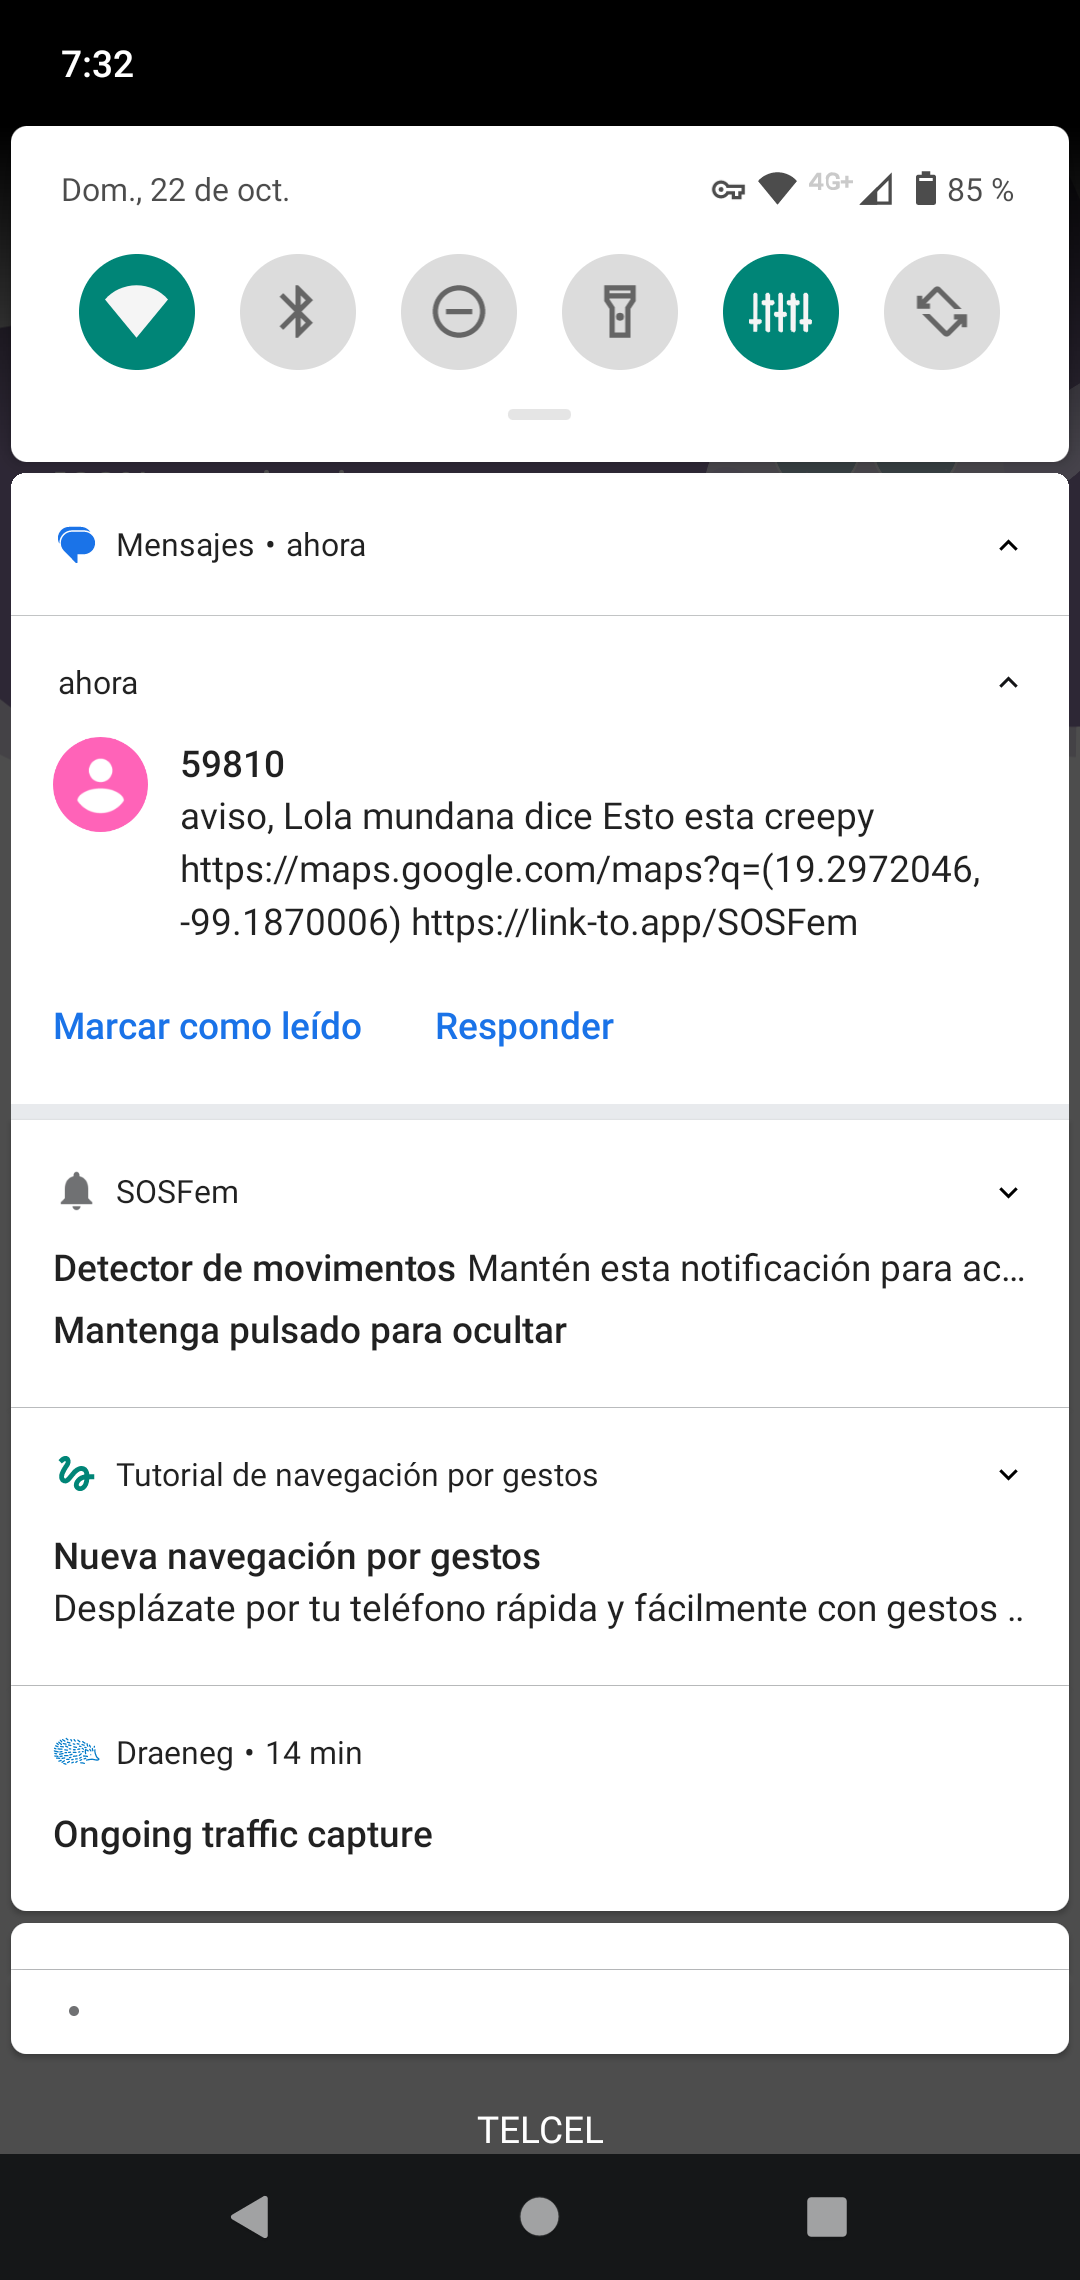 7:32
Dom., 22 de oct.
4G+
85 %
Mensajes • ahora
ahora
59810
aviso, Lola mundana dice Esto esta creepy
https://maps.google.com/maps?q=(19.2972046,
-99.1870006) https://link-to.app/SOSFem
Marcar como leído Responder
SOSFem
Detector de movimentos Mantén esta notificación para ac...
Mantenga pulsado para ocultar
Tutorial de navegación por gestos
Nueva navegación por gestos
Desplázate por tu teléfono rápida y fácilmente con gestos ..
Draeneg • 14 min
Ongoing traffic capture
TELCEL